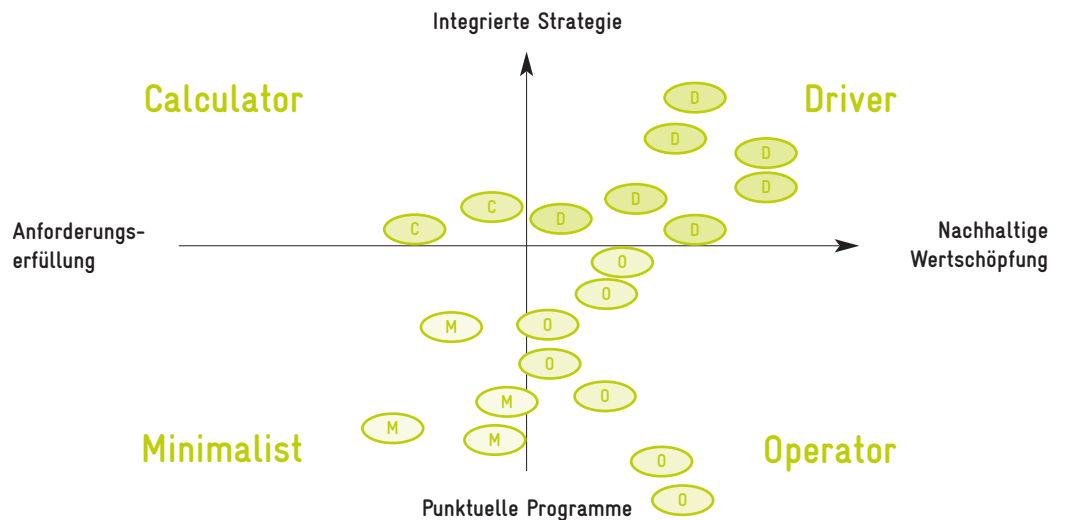 Integrierte Strategie
Calculator
Driver
D
D
D
D
D
C
D
C
D
Anforderungs-
erfüllung
Nachhaltige
Wertschöpfung
O
O
M
O
O
O
M
M
M
Minimalist
Operator
O
O
Punktuelle Programme